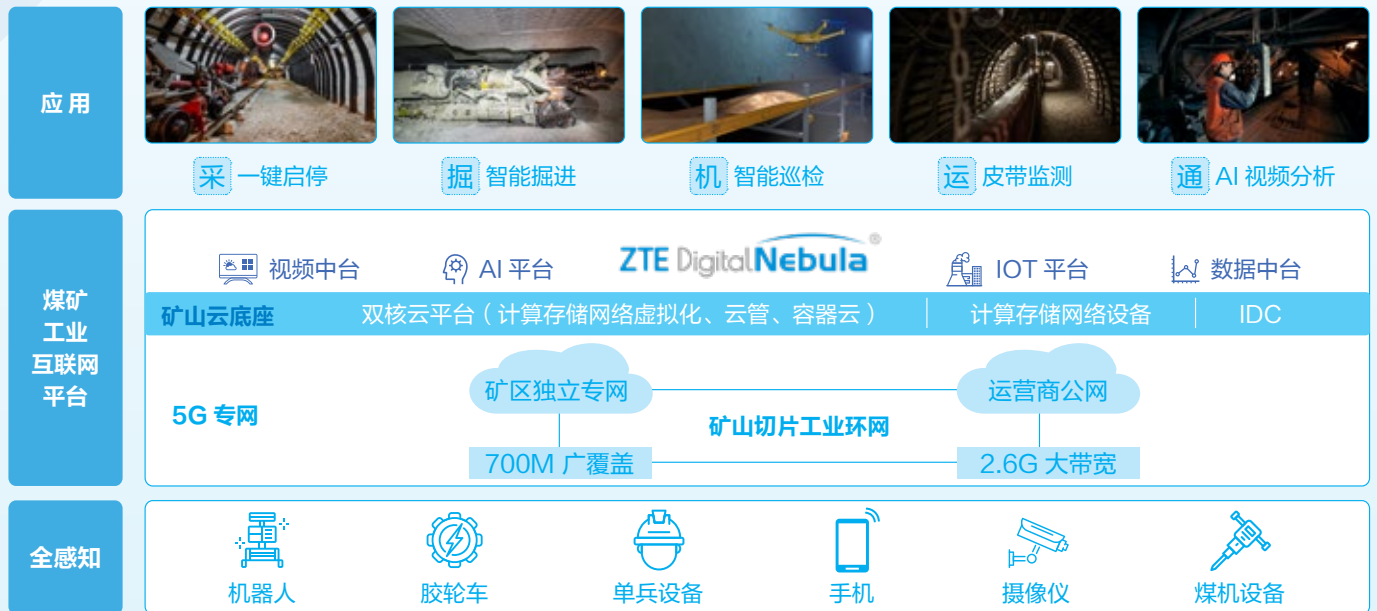 应用
采 一键启停
掘 智能掘进
机 智能巡检
运 皮带监测
通 AI 视频分析
煤矿
工业
互联网
平台
视频中台
AI 平台
ZTE DigitalNebula®
IOT 平台
数据中台
矿山云底座
双核云平台（计算存储网络虚拟化、云管、容器云）
计算存储网络设备
IDC
5G 专网
矿区独立专网
运营商公网
矿山切片工业环网
700M 广覆盖
2.6G 大带宽
全感知
机器人
胶轮车
单兵设备
手机
摄像仪
煤机设备